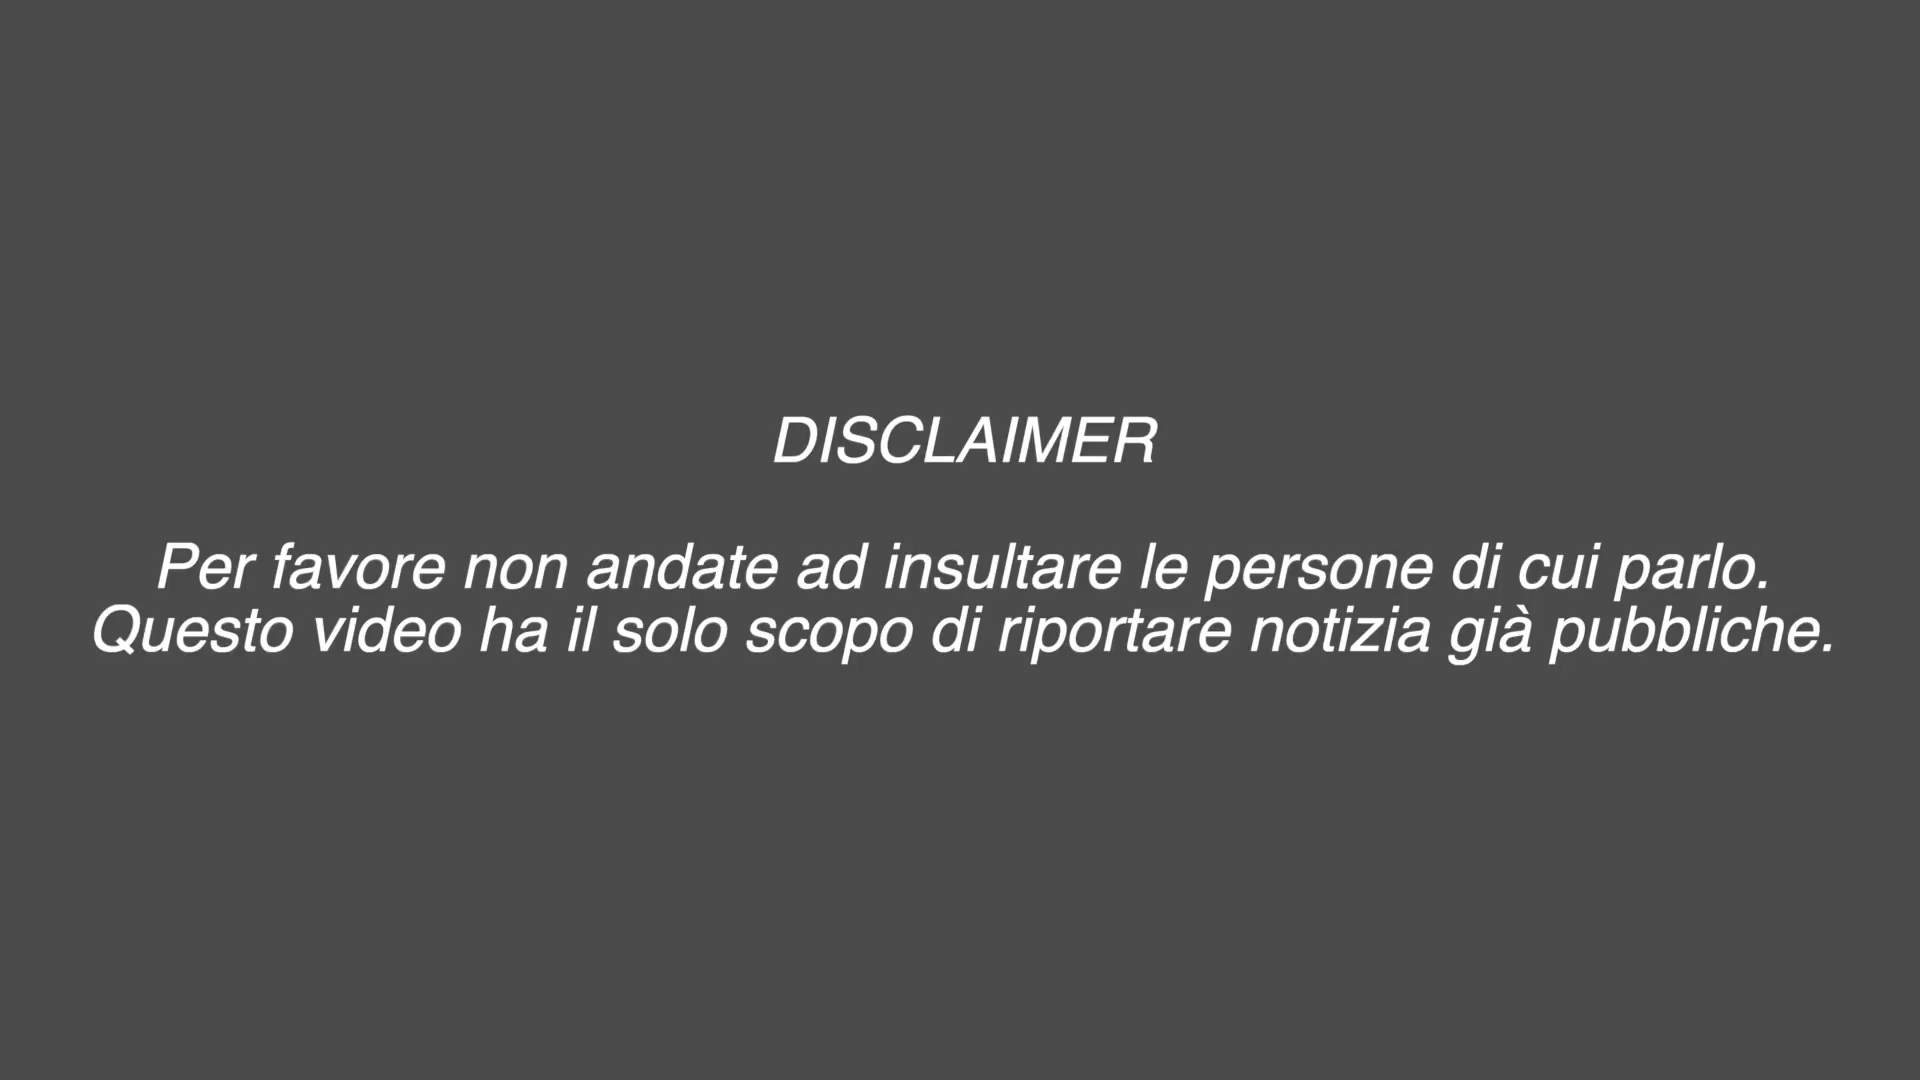 DISCLAIMER
Per favore non andate ad insultare le persone di cui parlo.
Questo video ha il solo scopo di riportare notizia già pubbliche.